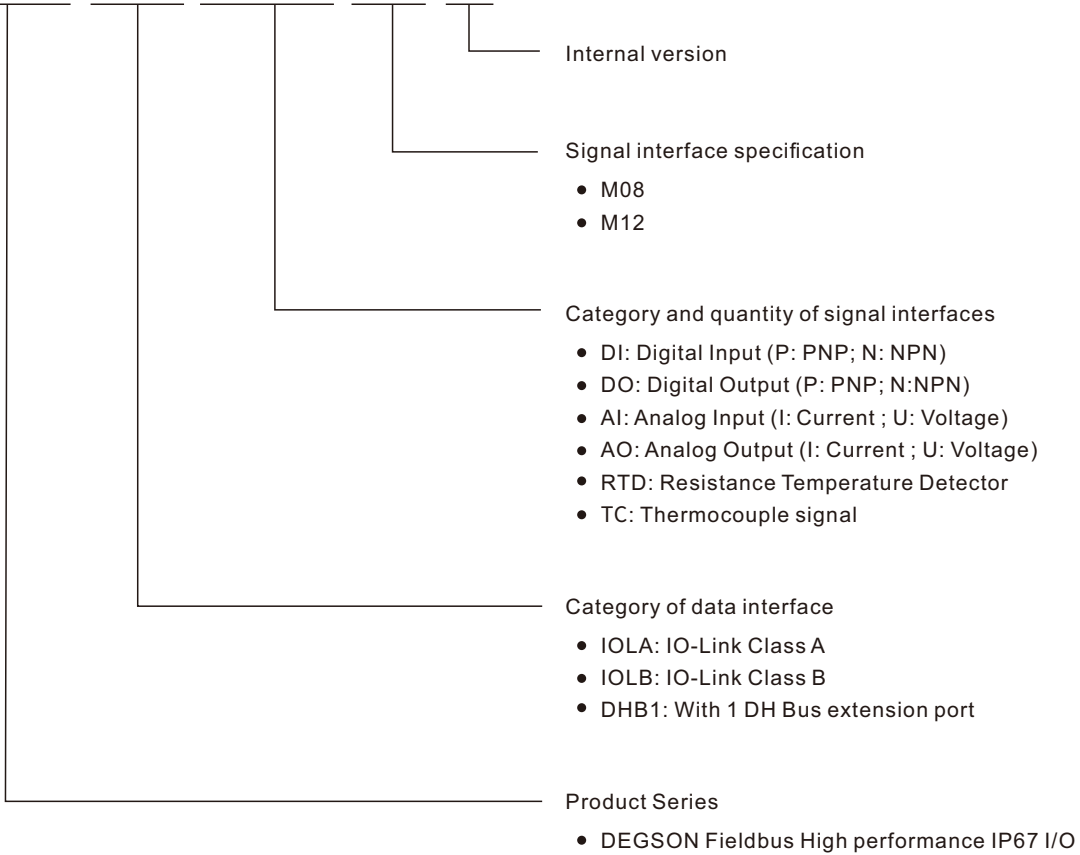 Internal version
Signal interface specification
• M08
• M12
Category and quantity of signal interfaces
• DI: Digital Input (P: PNP; N: NPN)
• DO: Digital Output (P: PNP; N:NPN)
• AI: Analog Input (I: Current ; U: Voltage)
• AO: Analog Output (I: Current ; U: Voltage)
• RTD: Resistance Temperature Detector
• TC: Thermocouple signal
Category of data interface
• IOLA: IO-Link Class A
• IOLB: IO-Link Class B
• DHB1: With 1 DH Bus extension port
Product Series
• DEGSON Fieldbus High performance IP67 I/O